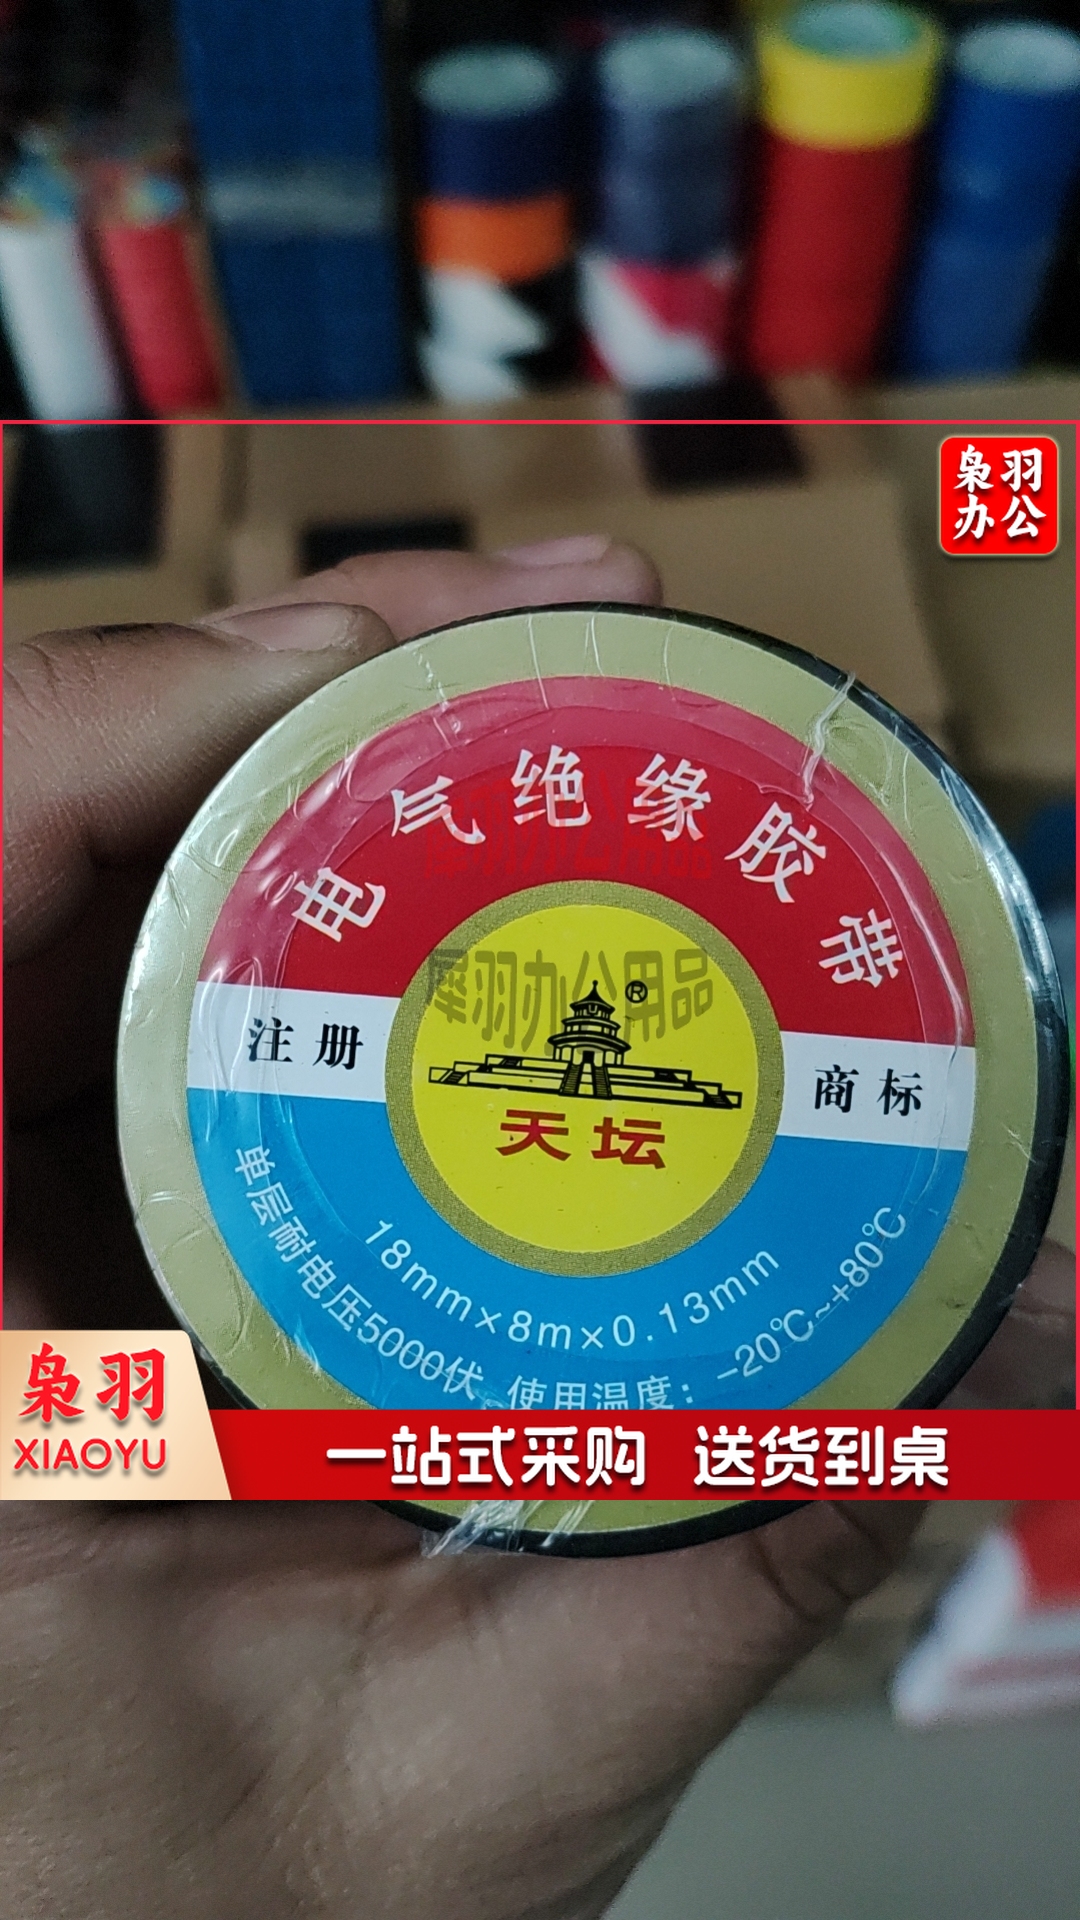 枭羽
办公
电气绝缘胶带
犀羽办公用品
®
注册
商标
天坛
18mm×8m×0.13mm
单层耐电压5000伏 使用温度：-20℃~+80℃
枭羽
XIAOYU
一站式采购 送货到桌